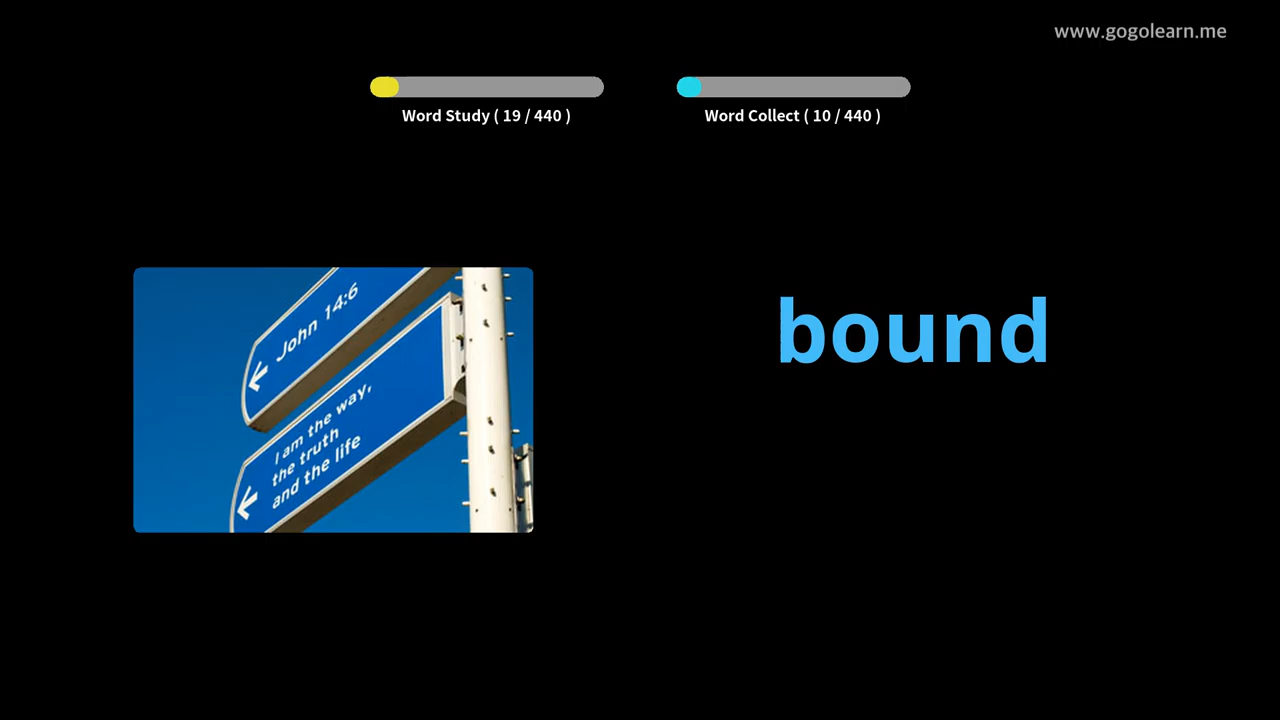 www.gogolearn.me
Word Study ( 19 / 440 )
Word Collect ( 10 / 440 )
John 14:6
I am the way,
the truth
and the life
bound